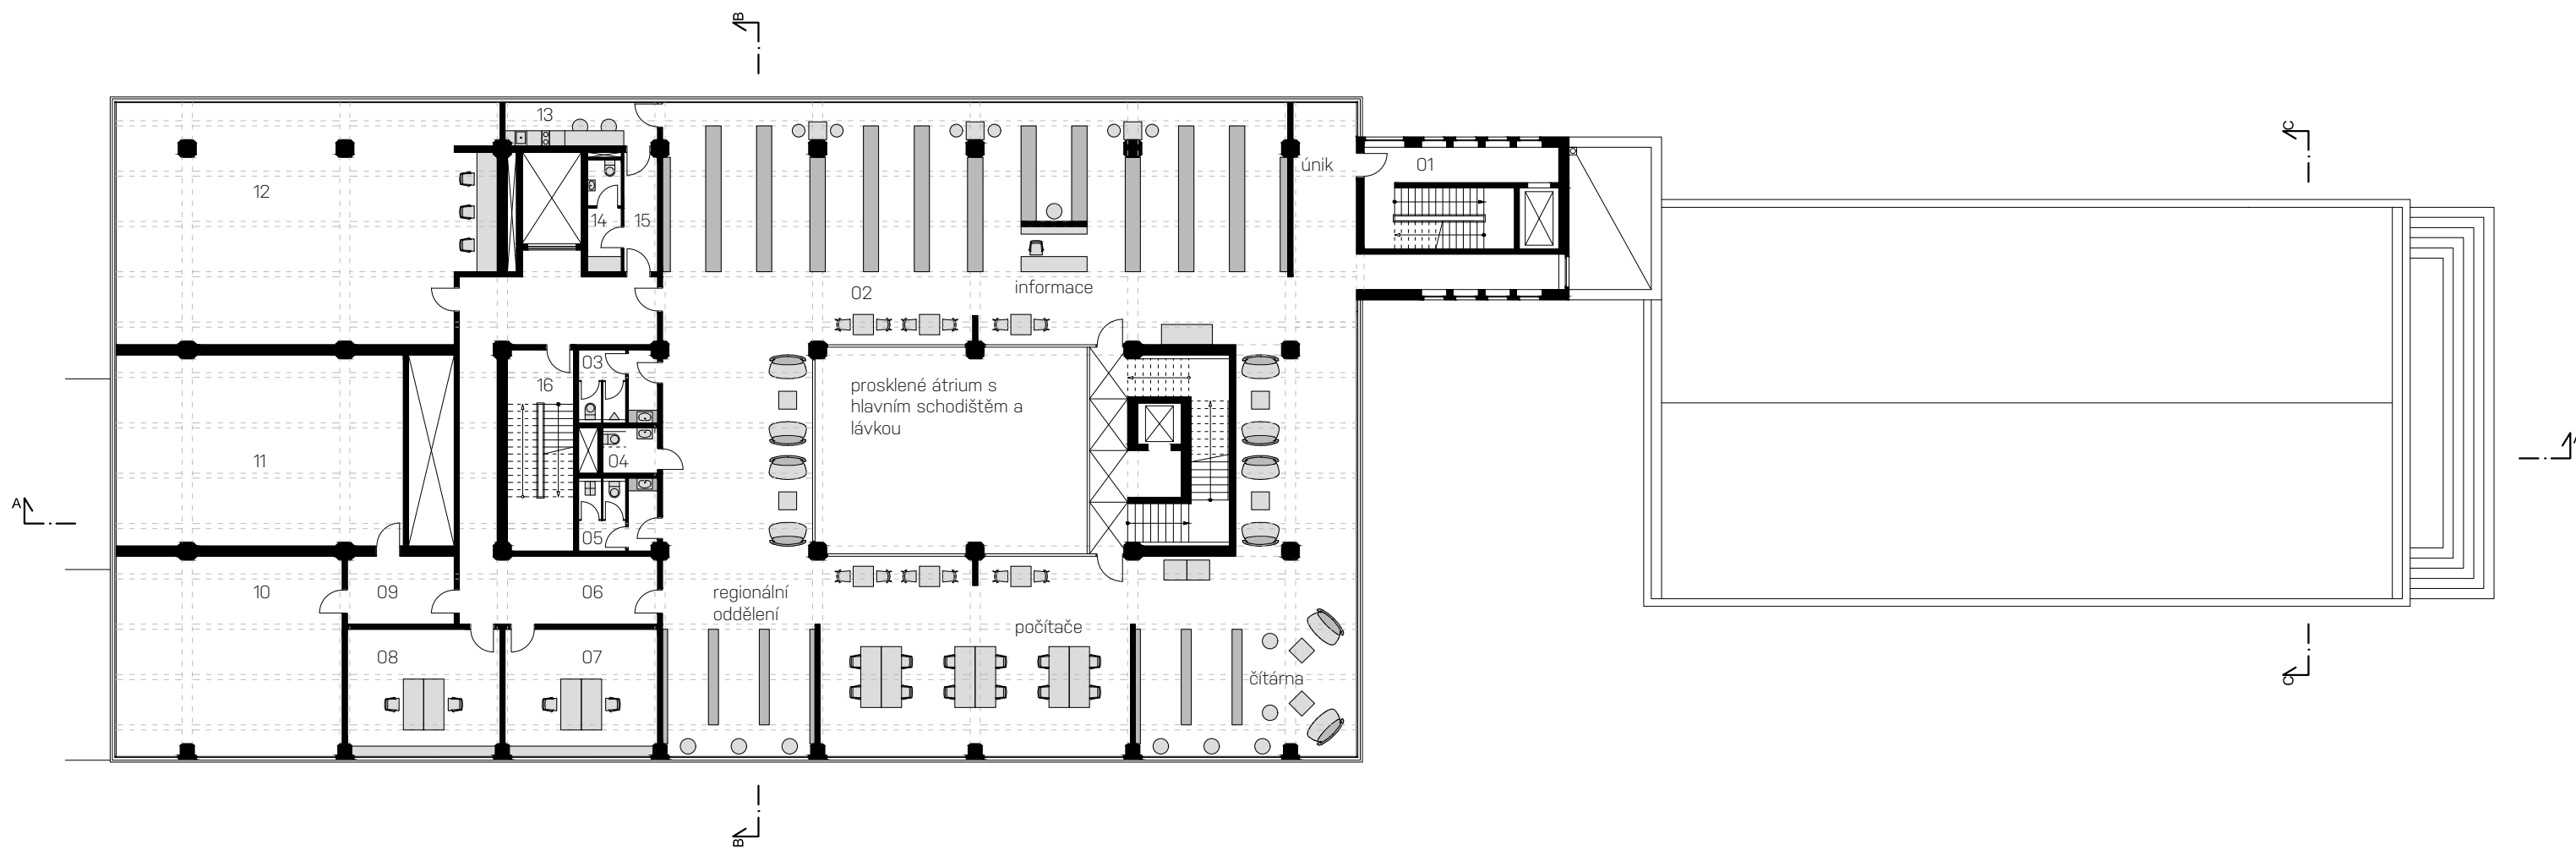 B
C
13
12
únik
01
14
15
informace
02
03
16
prosklené átrium s
hlavním schodištěm a
lávkou
11
04
A
05
10
09
06
regionální
oddělení
počítače
08
07
čítárna
C
B